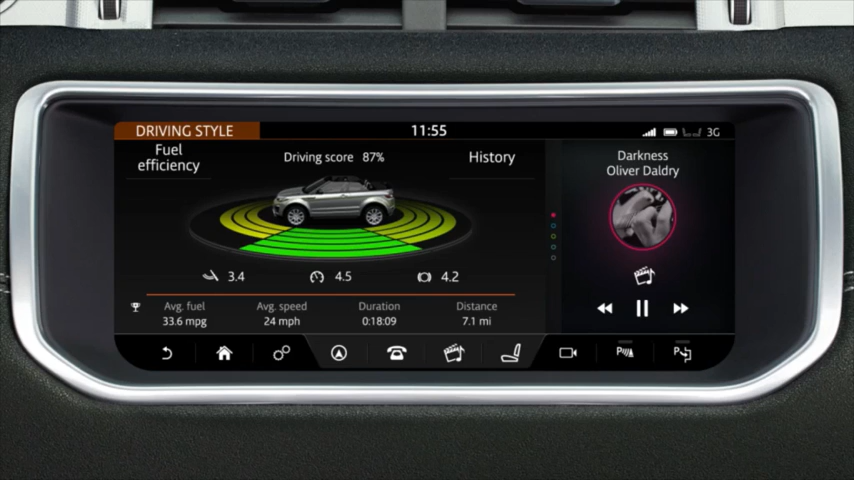 DRIVING STYLE
11:55
3G
Fuel
efficiency
Driving score 87%
History
Darkness
Oliver Daldry
3.4
4.5
4.2
Avg. fuel
33.6 mpg
Avg. speed
24 mph
Duration
0:18:09
Distance
7.1 mi
P
P